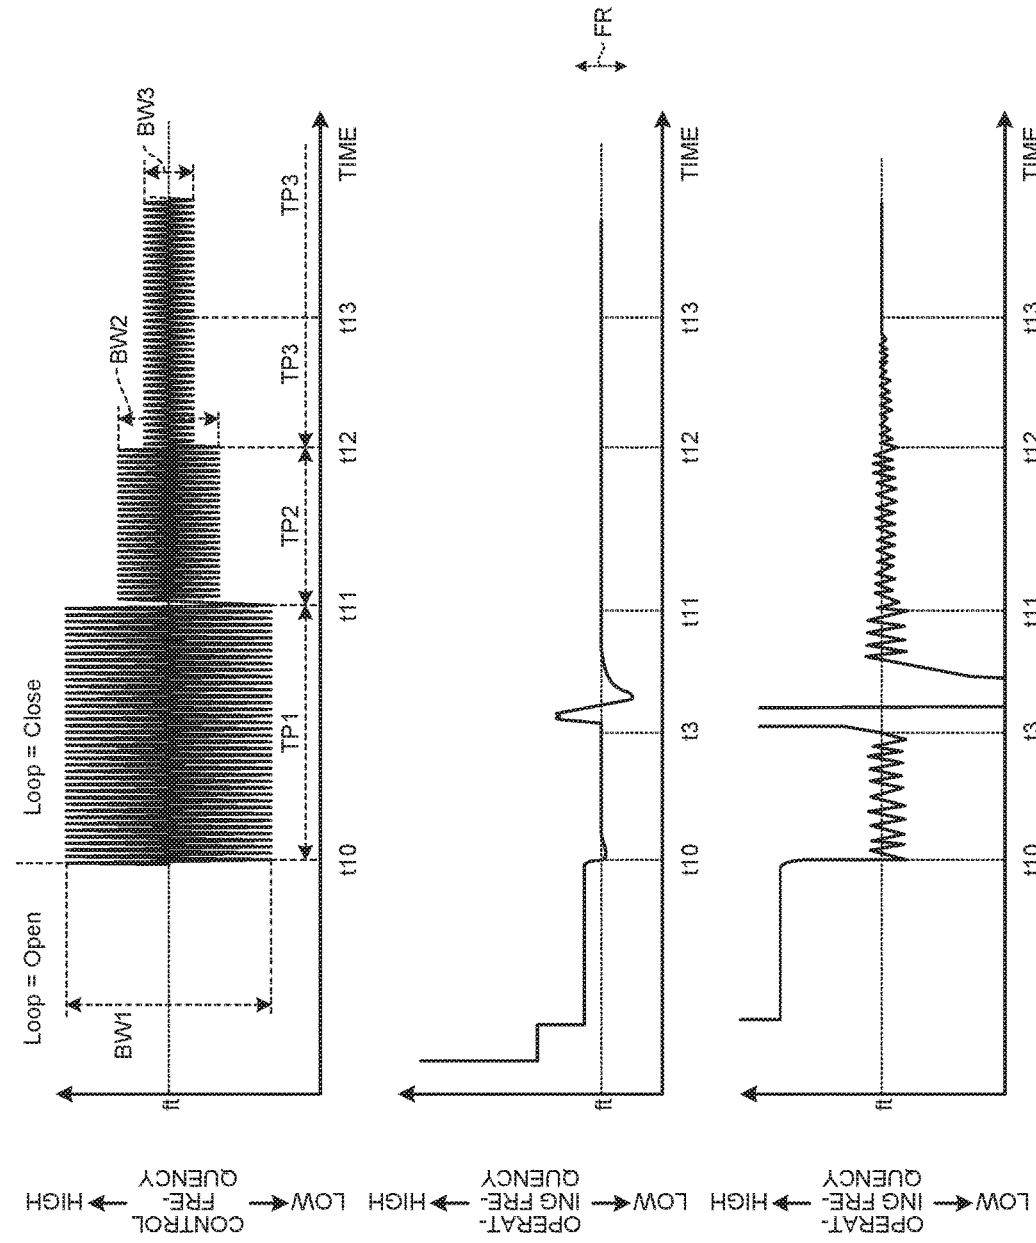 Loop = Open
Loop = Close
CONTROL
FRE-
QUENCY
LOW
HIGH
ft
BW1
BW2
BW3
TP1
TP2
TP3
TP3
t10
t11
t12
t13
TIME
OPERAT-
ING FRE-
QUENCY
LOW
HIGH
ft
FR
t10
t3
t11
t12
t13
TIME
OPERAT-
ING FRE-
QUENCY
LOW
HIGH
ft
t10
t3
t11
t12
t13
TIME